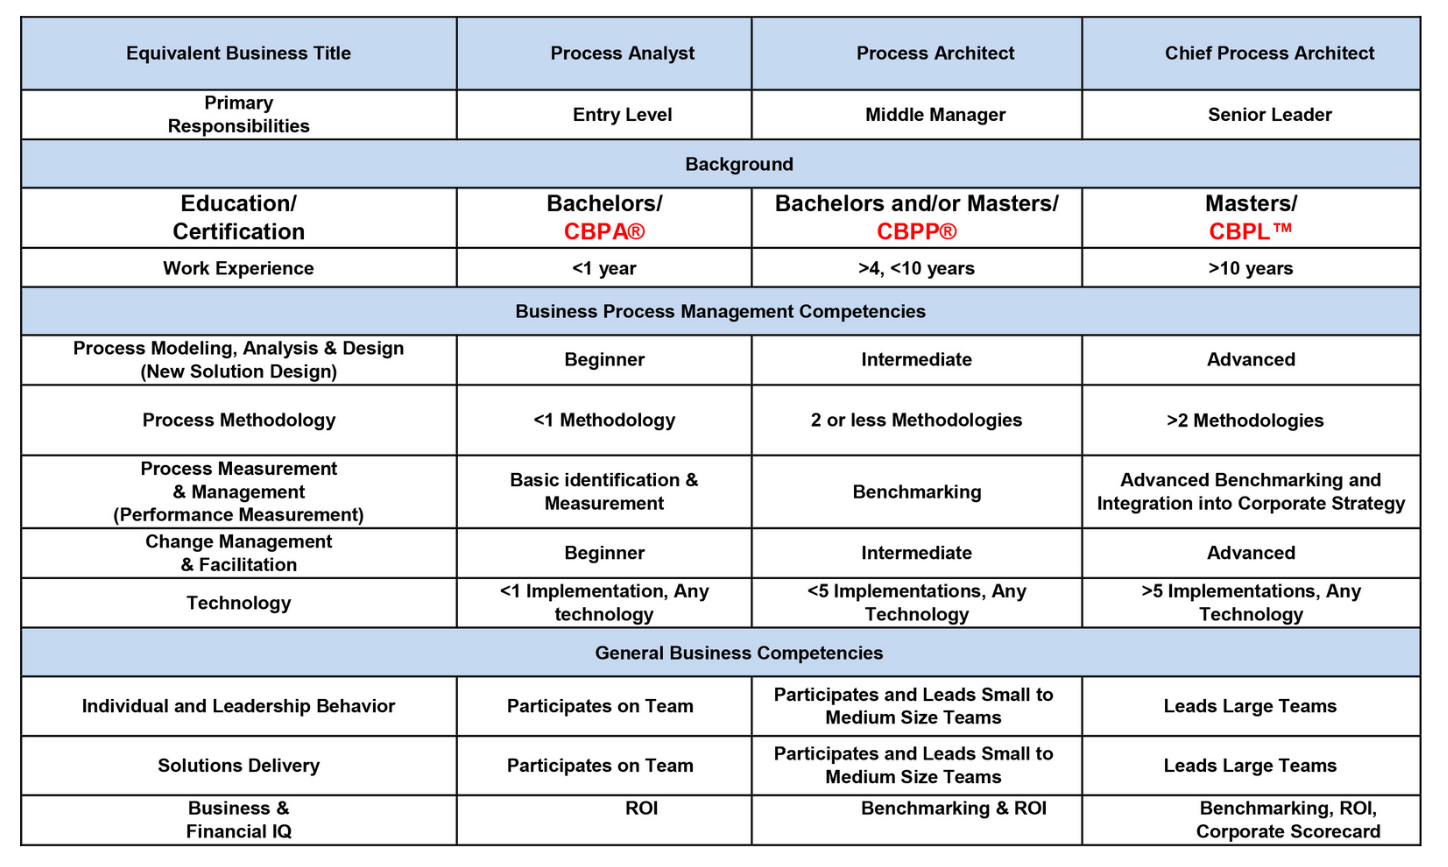 Equivalent Business Title Process Analyst Process Architect Chief Process Architect
Primary
Responsibilities
Entry Level
Middle Manager
Senior Leader
Background
Education/
Certification
Bachelors/
CBPA®
Bachelors and/or Masters/
CBPP®
Masters/
CBPL™
Work Experience <1 year >4, <10 years >10 years
Business Process Management Competencies
Process Modeling, Analysis & Design
(New Solution Design)
Beginner
Intermediate
Advanced
Process Methodology <1 Methodology 2 or less Methodologies >2 Methodologies
Process Measurement
& Management
(Performance Measurement)
Basic identification &
Measurement
Benchmarking
Advanced Benchmarking and
Integration into Corporate Strategy
Change Management
& Facilitation
Beginner
Intermediate
Advanced
Technology
<1 Implementation, Any
technology
<5 Implementations, Any
Technology
>5 Implementations, Any
Technology
General Business Competencies
Individual and Leadership Behavior
Participates on Team
Participates and Leads Small to
Medium Size Teams
Leads Large Teams
Solutions Delivery
Participates on Team
Participates and Leads Small to
Medium Size Teams
Leads Large Teams
Business &
Financial IQ
ROI
Benchmarking & ROI
Benchmarking, ROI,
Corporate Scorecard